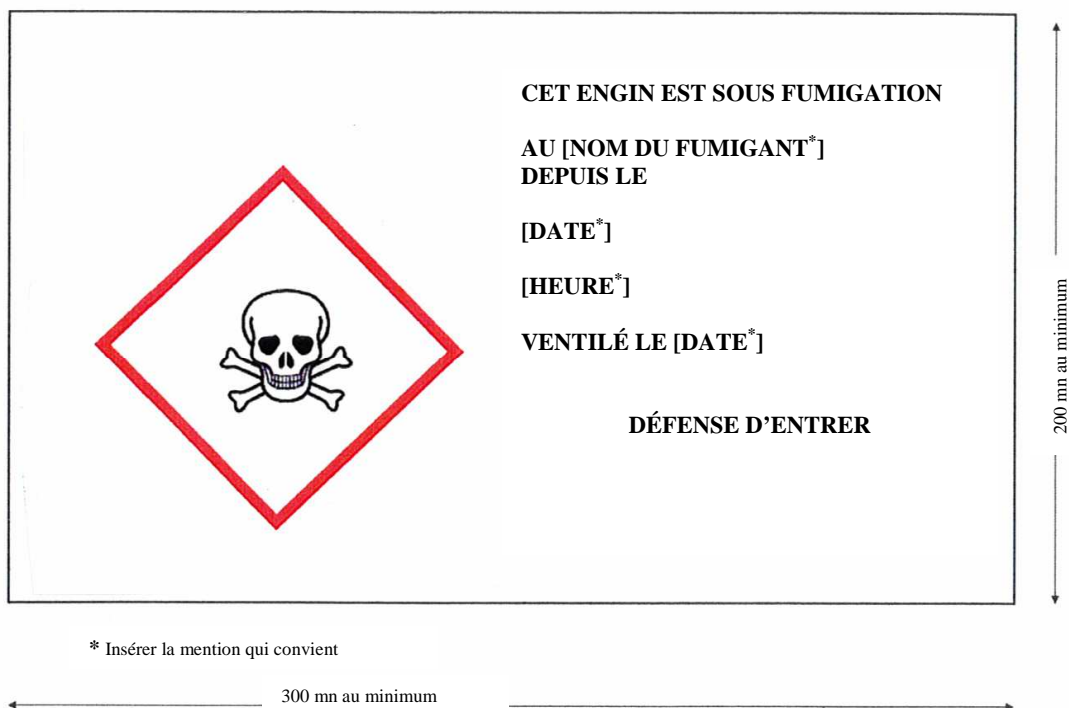 CET ENGIN EST SOUS FUMIGATION
AU [NOM DU FUMIGANT*]
DEPUIS LE
[DATE*]
[HEURE*]
VENTILÉ LE [DATE*]
DÉFENSE D’ENTRER
200 mn au minimum
* Insérer la mention qui convient
300 mn au minimum